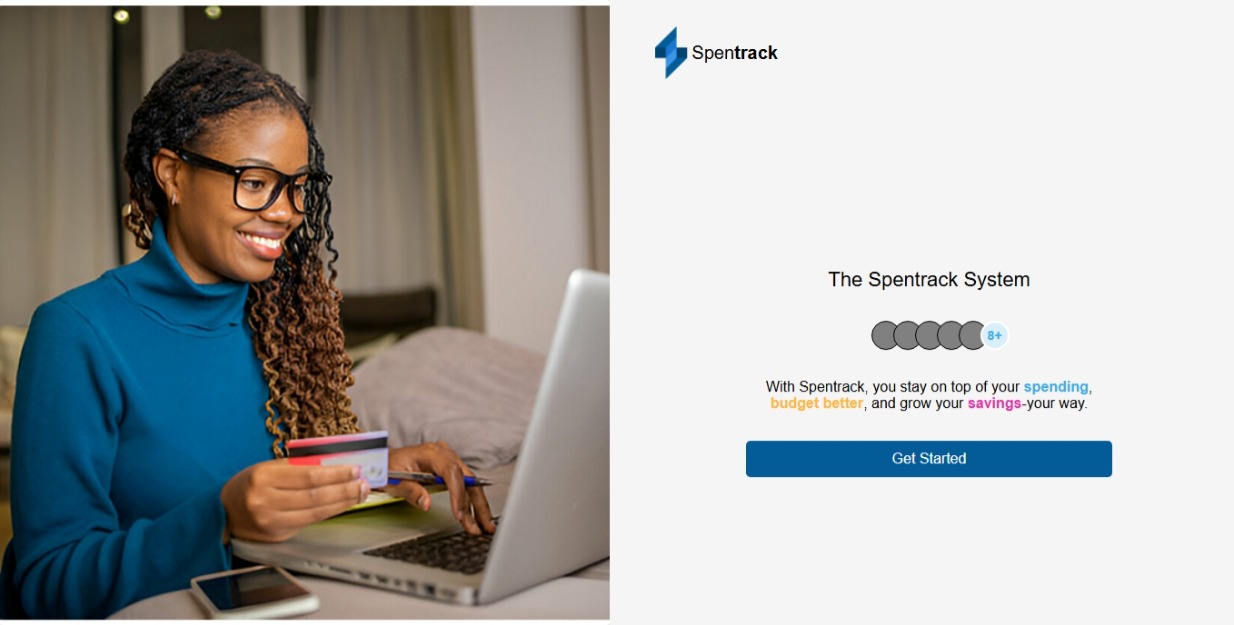 Spentrack
The Spentrack System
8+
With Spentrack, you stay on top of your spending,
budget better, and grow your savings-your way.
Get Started